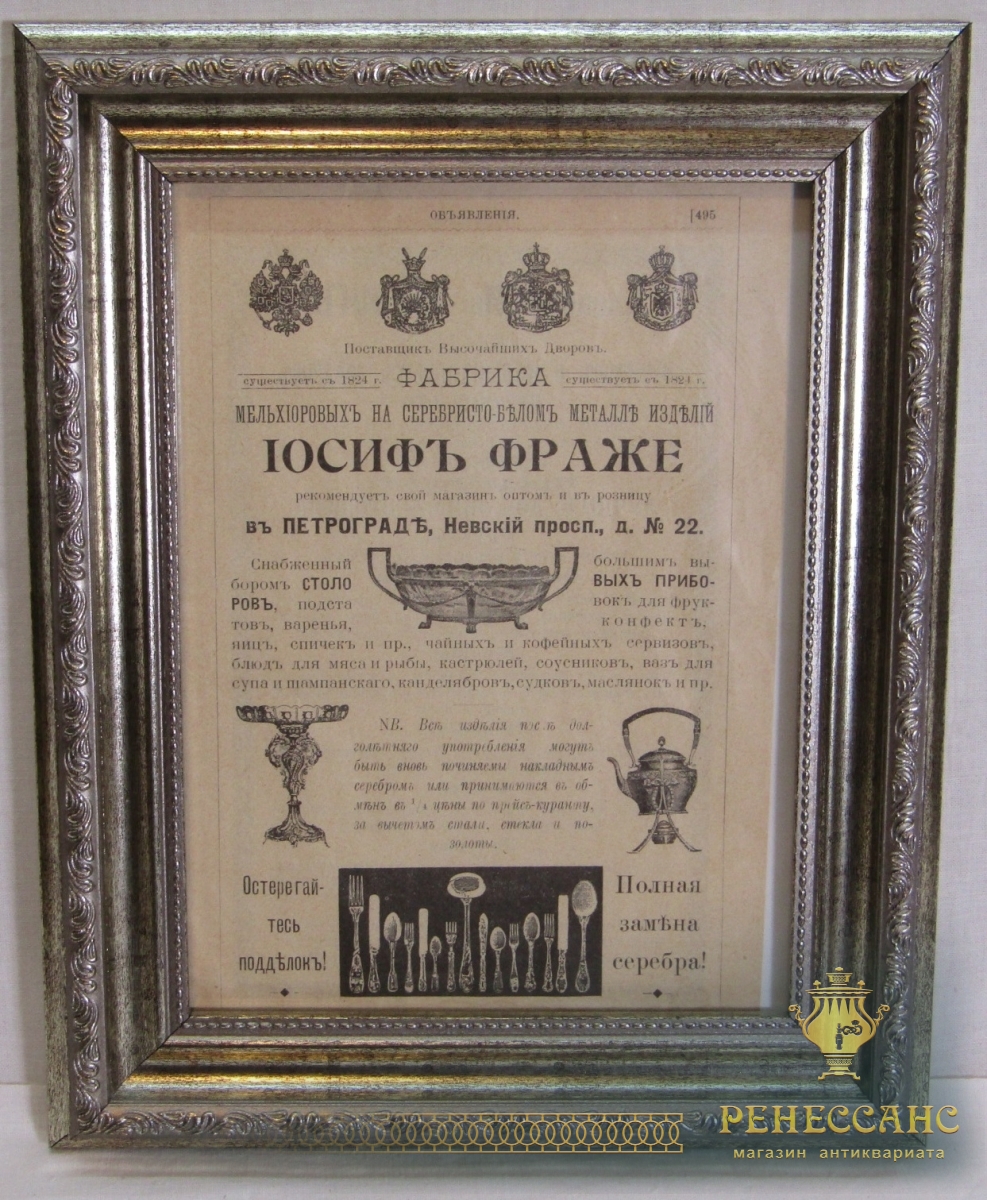 ОБЪЯВЛЕНІЯ. 495
Поставщикъ Высочайшихъ Дворовъ.
существуетъ съ 1824 г. ФАБРИКА существуетъ съ 1824 г.
МЕЛЬХІОРОВЫХЪ НА СЕРЕБРИСТО-БѢЛОМЪ МЕТАЛЛѢ ИЗДѢЛІЙ
ІОСИФЪ ФРАЖЕ
рекомендуетъ свой магазинъ оптомъ и въ розницу
въ ПЕТРОГРАДѢ, Невскій просп., д. № 22.
Снабженный большимъ вы-
боромъ СТОЛО ВЫХЪ ПРИБО-
РОВЪ, подста вокъ для фрук-
товъ, варенья, конфектъ,
яицъ, спичекъ и пр., чайныхъ и кофейныхъ сервизовъ,
блюдъ для мяса и рыбы, кастрюлей, соусниковъ, вазъ для
супа и шампанскаго, канделябровъ, судковъ, маслянокъ и пр.
NB. Всѣ издѣлія послѣ дол-
голѣтняго употребленія могутъ
быть вновь починяемы накладнымъ
серебромъ или принимаются въ об-
мѣнъ въ цѣны по прейсъ-куранту,
за вычетомъ стали, стекла и по-
золоты.
Остерегай-
тесь
поддѣлокъ!
Полная
замѣна
серебра!
РЕНЕССАНС
магазин антиквариата